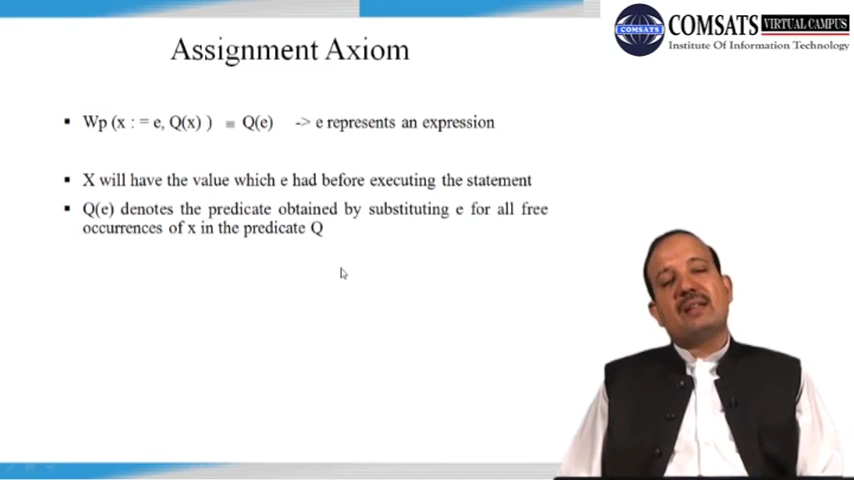 COMSATS VIRTUAL CAMPUS
COMSATS
Institute Of Information Technology
Assignment Axiom
▪ Wp (x : = e, Q(x) ) ≡ Q(e) -> e represents an expression
▪ X will have the value which e had before executing the statement
▪ Q(e) denotes the predicate obtained by substituting e for all free
occurrences of x in the predicate Q